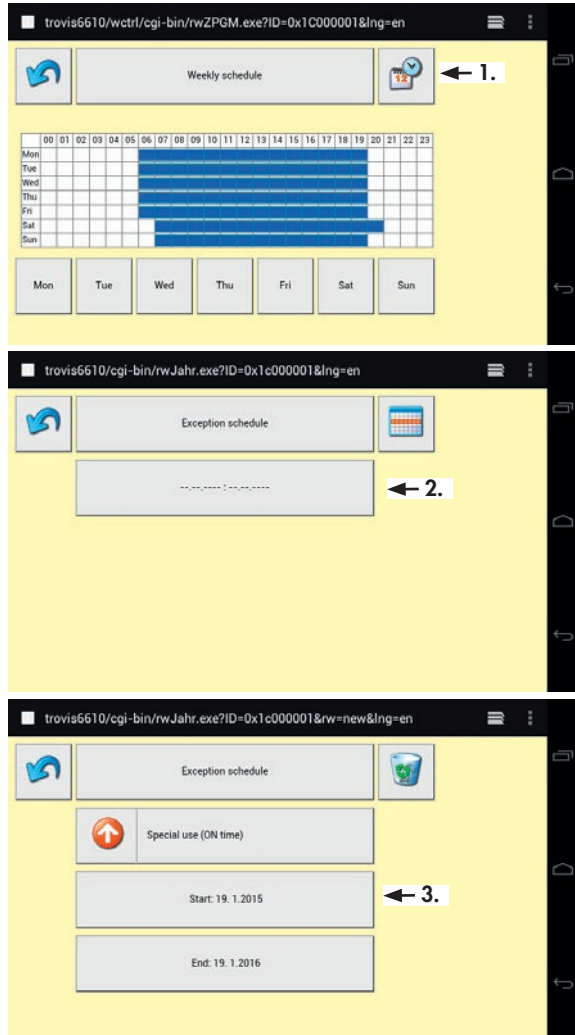 trovis6610/wctrl/cgi-bin/rwZPGM.exe?ID=0x1C000001&lng=en
Weekly schedule
12
1.
00 01 02 03 04 05 06 07 08 09 10 11 12 13 14 15 16 17 18 19 20 21 22 23
Mon
Tue
Wed
Thu
Fri
Sat
Sun
Mon Tue Wed Thu Fri Sat Sun
trovis6610/cgi-bin/rwJahr.exe?ID=0x1c000001&lng=en
Exception schedule
--.--.---- : --.--.----
2.
trovis6610/cgi-bin/rwJahr.exe?ID=0x1c000001&rw=new&lng=en
Exception schedule
Special use (ON time)
Start: 19. 1.2015
3.
End: 19. 1.2016